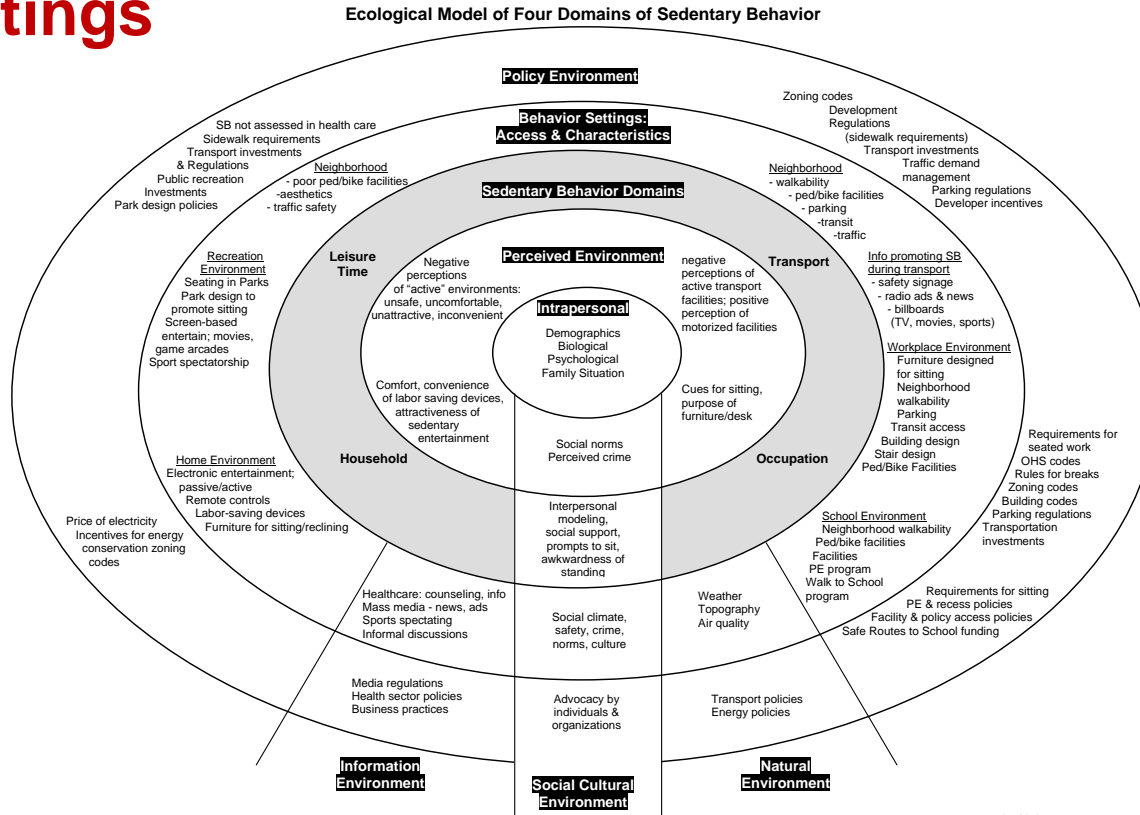 tings
Ecological Model of Four Domains of Sedentary Behavior
Policy Environment
Behavior Settings:
Access & Characteristics
Sedentary Behavior Domains
Perceived Environment
Intrapersonal
Demographics
Biological
Psychological
Family Situation
SB not assessed in health care
Sidewalk requirements
Transport investments
& Regulations
Public recreation
Investments
Park design policies
Neighborhood
- poor ped/bike facilities
-aesthetics
- traffic safety
Zoning codes
Development
Regulations
(sidewalk requirements)
Transport investments
Traffic demand
management
Parking regulations
Developer incentives
Neighborhood
- walkability
- ped/bike facilities
- parking
-transit
-traffic
Recreation
Environment
Seating in Parks
Park design to
promote sitting
Screen-based
entertain; movies,
game arcades
Sport spectatorship
Leisure
Time
Negative
perceptions
of “active” environments:
unsafe, uncomfortable,
unattractive, inconvenient
negative
perceptions of
active transport
facilities; positive
perception of
motorized facilities
Transport
Info promoting SB
during transport
- safety signage
- radio ads & news
- billboards
(TV, movies, sports)
Workplace Environment
Furniture designed
for sitting
Neighborhood
walkability
Parking
Transit access
Building design
Stair design
Ped/Bike Facilities
Comfort, convenience
of labor saving devices,
attractiveness of
sedentary
entertainment
Cues for sitting,
purpose of
furniture/desk
Social norms
Perceived crime
Household
Occupation
Home Environment
Electronic entertainment;
passive/active
Remote controls
Labor-saving devices
Furniture for sitting/reclining
Price of electricity
Incentives for energy
conservation zoning
codes
Interpersonal
modeling,
social support,
prompts to sit,
awkwardness of
standing
Requirements for
seated work
OHS codes
Rules for breaks
Zoning codes
Building codes
Parking regulations
Transportation
investments
School Environment
Neighborhood walkability
Ped/bike facilities
Facilities
PE program
Walk to School
program
Requirements for sitting
PE & recess policies
Facility & policy access policies
Safe Routes to School funding
Healthcare: counseling, info
Mass media - news, ads
Sports spectating
Informal discussions
Social climate,
safety, crime,
norms, culture
Weather
Topography
Air quality
Media regulations
Health sector policies
Business practices
Advocacy by
individuals &
organizations
Transport policies
Energy policies
Information
Environment
Social Cultural
Environment
Natural
Environment